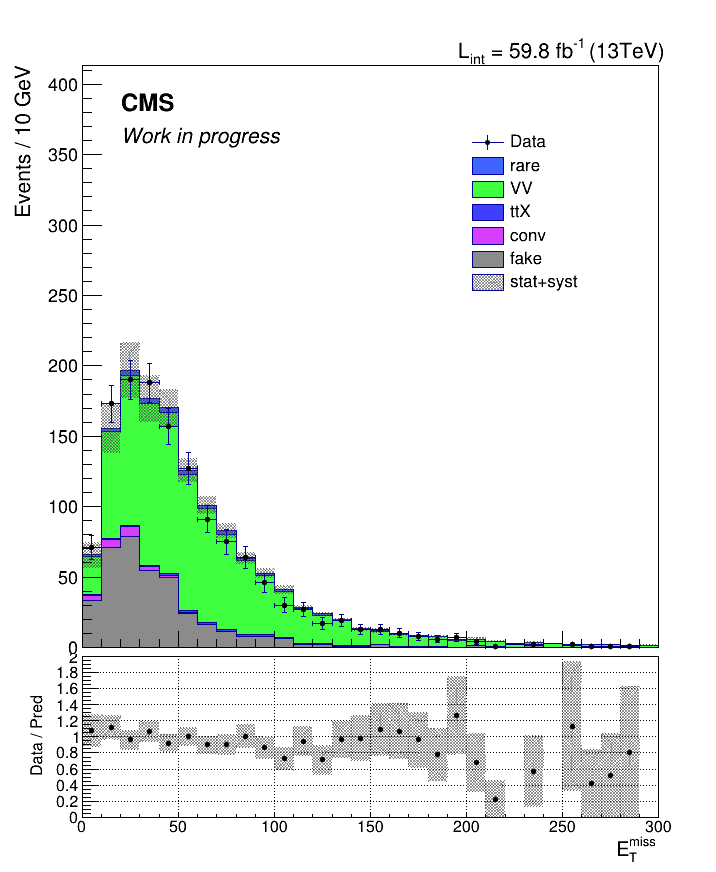 L_int = 59.8 fb^-1 (13TeV)
Events / 10 GeV
CMS
Work in progress
Data
rare
VV
ttX
conv
fake
stat+syst
400
350
300
250
200
150
100
50
0
Data / Pred
2
1.8
1.6
1.4
1.2
1
0.8
0.6
0.4
0.2
0
0 50 100 150 200 250 300
E_T^miss